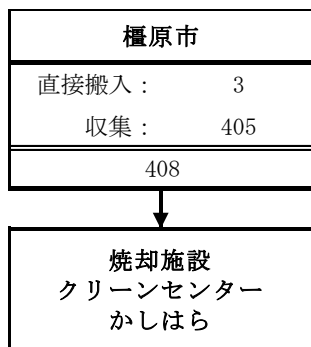 橿原市
直接搬入： 3
収集： 405
408
焼却施設
クリーンセンター
かしはら